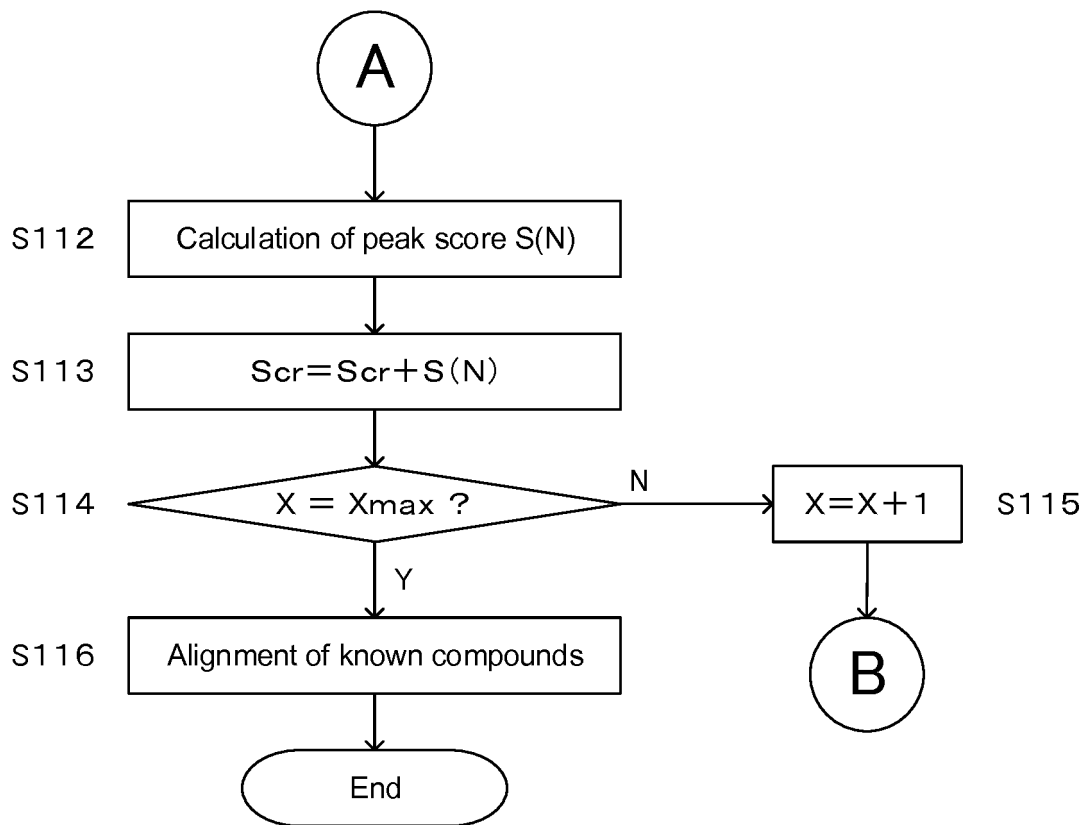 A
S112
Calculation of peak score S(N)
S113
Scr=Scr+S(N)
S114
X = Xmax ?
N
X=X+1
S115
Y
S116
Alignment of known compounds
B
End